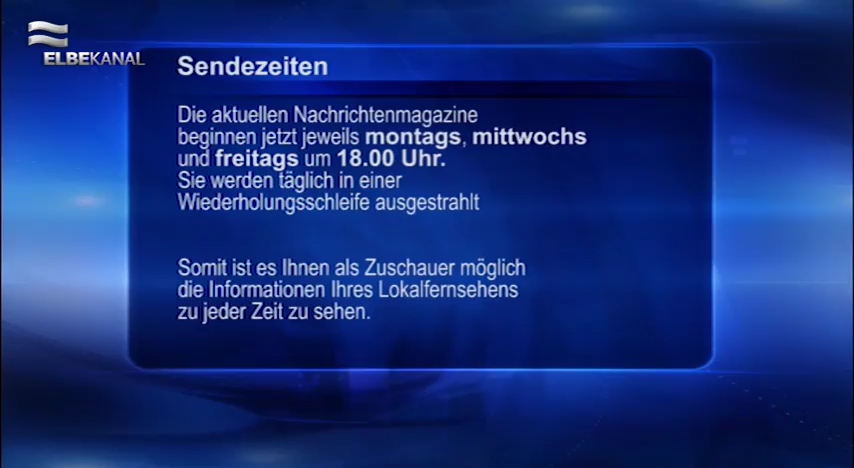 ELBEKANAL
Sendezeiten
Die aktuellen Nachrichtenmagazine
beginnen jetzt jeweils montags, mittwochs
und freitags um 18.00 Uhr.
Sie werden täglich in einer
Wiederholungsschleife ausgestrahlt
Somit ist es Ihnen als Zuschauer möglich
die Informationen Ihres Lokalfernsehens
zu jeder Zeit zu sehen.